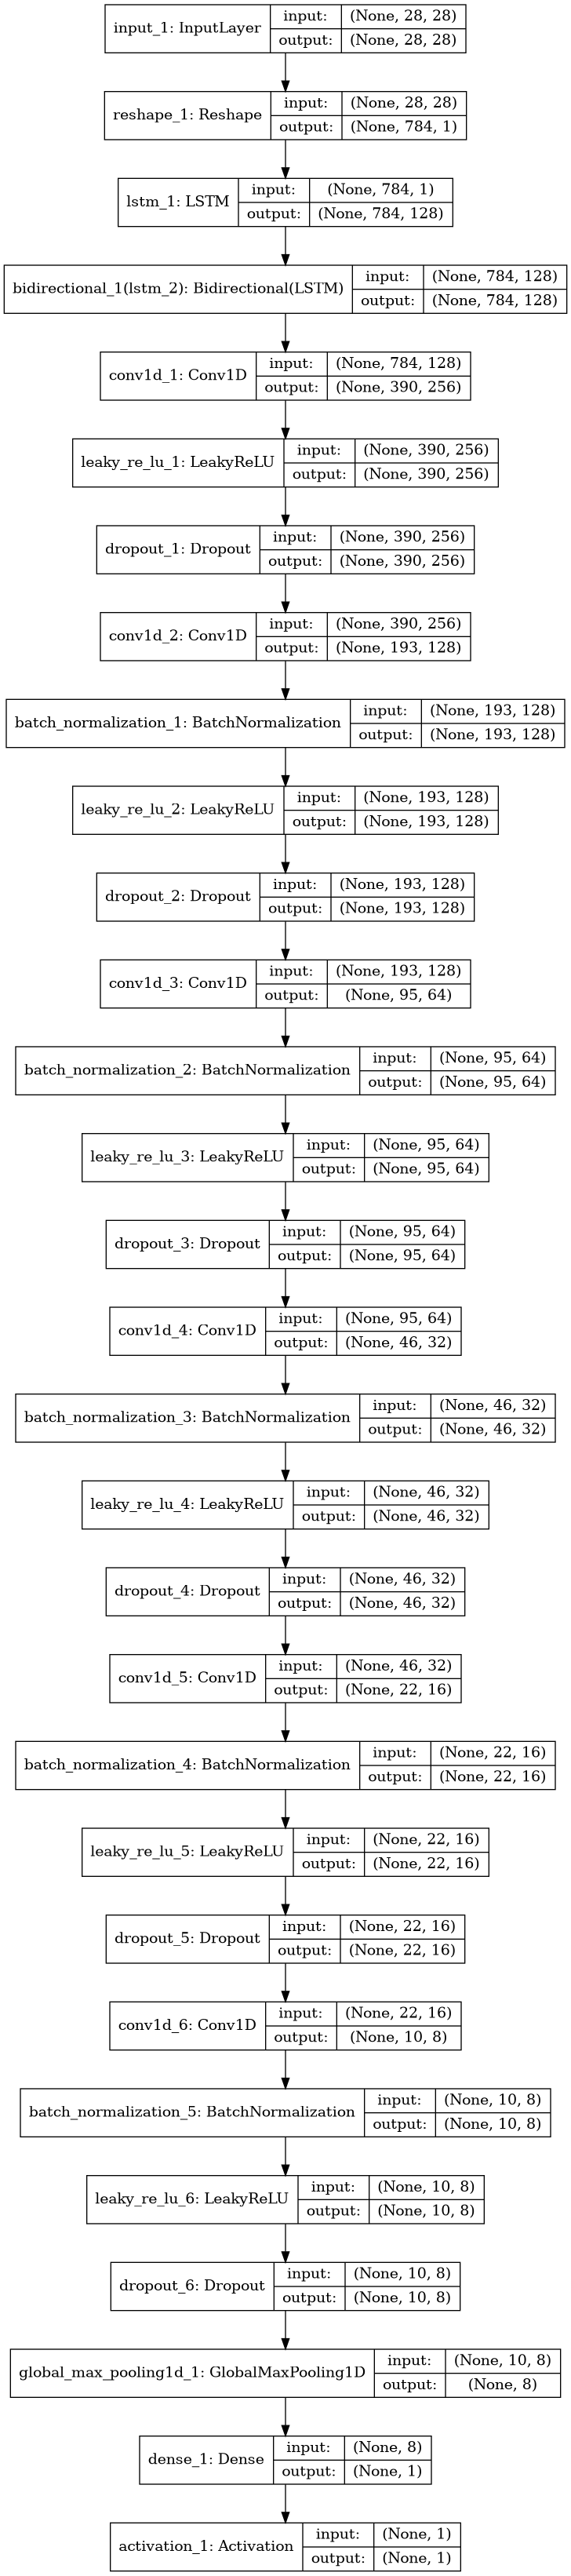 input_1: InputLayer
input: (None, 28, 28)
output: (None, 28, 28)
reshape_1: Reshape
input: (None, 28, 28)
output: (None, 784, 1)
lstm_1: LSTM
input: (None, 784, 1)
output: (None, 784, 128)
bidirectional_1(lstm_2): Bidirectional(LSTM)
input: (None, 784, 128)
output: (None, 784, 128)
conv1d_1: Conv1D
input: (None, 784, 128)
output: (None, 390, 256)
leaky_re_lu_1: LeakyReLU
input: (None, 390, 256)
output: (None, 390, 256)
dropout_1: Dropout
input: (None, 390, 256)
output: (None, 390, 256)
conv1d_2: Conv1D
input: (None, 390, 256)
output: (None, 193, 128)
batch_normalization_1: BatchNormalization
input: (None, 193, 128)
output: (None, 193, 128)
leaky_re_lu_2: LeakyReLU
input: (None, 193, 128)
output: (None, 193, 128)
dropout_2: Dropout
input: (None, 193, 128)
output: (None, 193, 128)
conv1d_3: Conv1D
input: (None, 193, 128)
output: (None, 95, 64)
batch_normalization_2: BatchNormalization
input: (None, 95, 64)
output: (None, 95, 64)
leaky_re_lu_3: LeakyReLU
input: (None, 95, 64)
output: (None, 95, 64)
dropout_3: Dropout
input: (None, 95, 64)
output: (None, 95, 64)
conv1d_4: Conv1D
input: (None, 95, 64)
output: (None, 46, 32)
batch_normalization_3: BatchNormalization
input: (None, 46, 32)
output: (None, 46, 32)
leaky_re_lu_4: LeakyReLU
input: (None, 46, 32)
output: (None, 46, 32)
dropout_4: Dropout
input: (None, 46, 32)
output: (None, 46, 32)
conv1d_5: Conv1D
input: (None, 46, 32)
output: (None, 22, 16)
batch_normalization_4: BatchNormalization
input: (None, 22, 16)
output: (None, 22, 16)
leaky_re_lu_5: LeakyReLU
input: (None, 22, 16)
output: (None, 22, 16)
dropout_5: Dropout
input: (None, 22, 16)
output: (None, 22, 16)
conv1d_6: Conv1D
input: (None, 22, 16)
output: (None, 10, 8)
batch_normalization_5: BatchNormalization
input: (None, 10, 8)
output: (None, 10, 8)
leaky_re_lu_6: LeakyReLU
input: (None, 10, 8)
output: (None, 10, 8)
dropout_6: Dropout
input: (None, 10, 8)
output: (None, 10, 8)
global_max_pooling1d_1: GlobalMaxPooling1D
input: (None, 10, 8)
output: (None, 8)
dense_1: Dense
input: (None, 8)
output: (None, 1)
activation_1: Activation
input: (None, 1)
output: (None, 1)